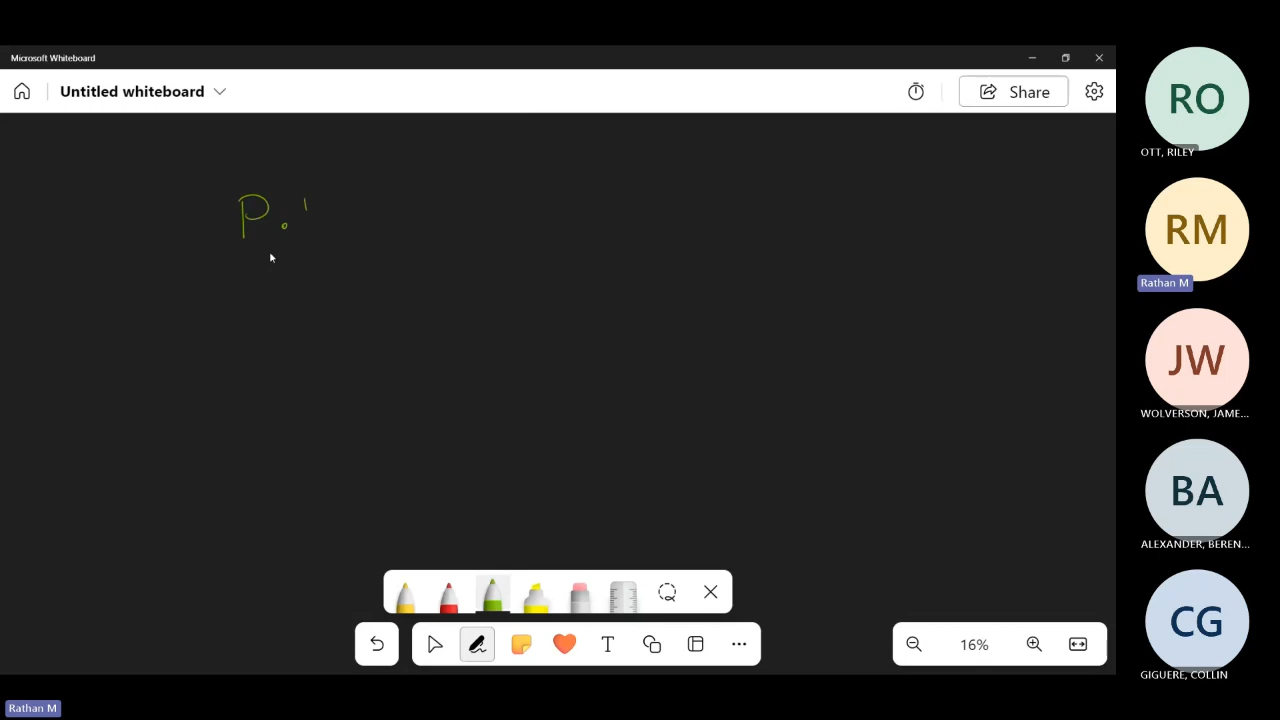 Microsoft Whiteboard
Untitled whiteboard
Share
P.'
16%
RO
OTT, RILEY
RM
Rathan M
JW
WOLVERSON, JAME...
BA
ALEXANDER, BEREN...
CG
GIGUERE, COLLIN
Rathan M